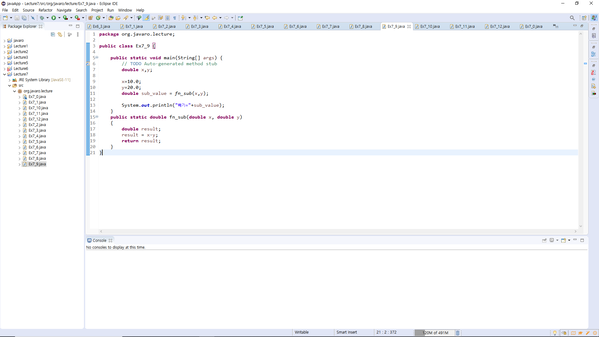 javaApp - Lecture7/src/org/javaro/lecture/Ex7_9.java - Eclipse IDE
File Edit Source Refactor Navigate Search Project Run Window Help
Package Explorer
javaro
Lecture1
Lecture2
Lecture3
Lecture5
Lecture6
Lecture7
JRE System Library [JavaSE-11]
src
org.javaro.lecture
Ex7_0.java
Ex7_1.java
Ex7_10.java
Ex7_11.java
Ex7_12.java
Ex7_2.java
Ex7_3.java
Ex7_4.java
Ex7_5.java
Ex7_6.java
Ex7_7.java
Ex7_8.java
Ex7_9.java
Ex6_5.java Ex7_1.java Ex7_2.java Ex7_3.java Ex7_4.java Ex7_5.java Ex7_6.java Ex7_7.java Ex7_8.java Ex7_9.java Ex7_10.java Ex7_11.java Ex7_12.java Ex7_0.java
1 package org.javaro.lecture;
2
3 public class Ex7_9 {
4
5 public static void main(String[] args) {
6 // TODO Auto-generated method stub
7 double x,y;
8
9 x=10.0;
10 y=20.0;
11 double sub_value = fn_sub(x,y);
12
13 System.out.println("빼기="+sub_value);
14 }
15 public static double fn_sub(double x, double y)
16 {
17 double result;
18 result = x-y;
19 return result;
20 }
21 }
Console
No consoles to display at this time.
Writable Smart Insert 21 : 2 : 372